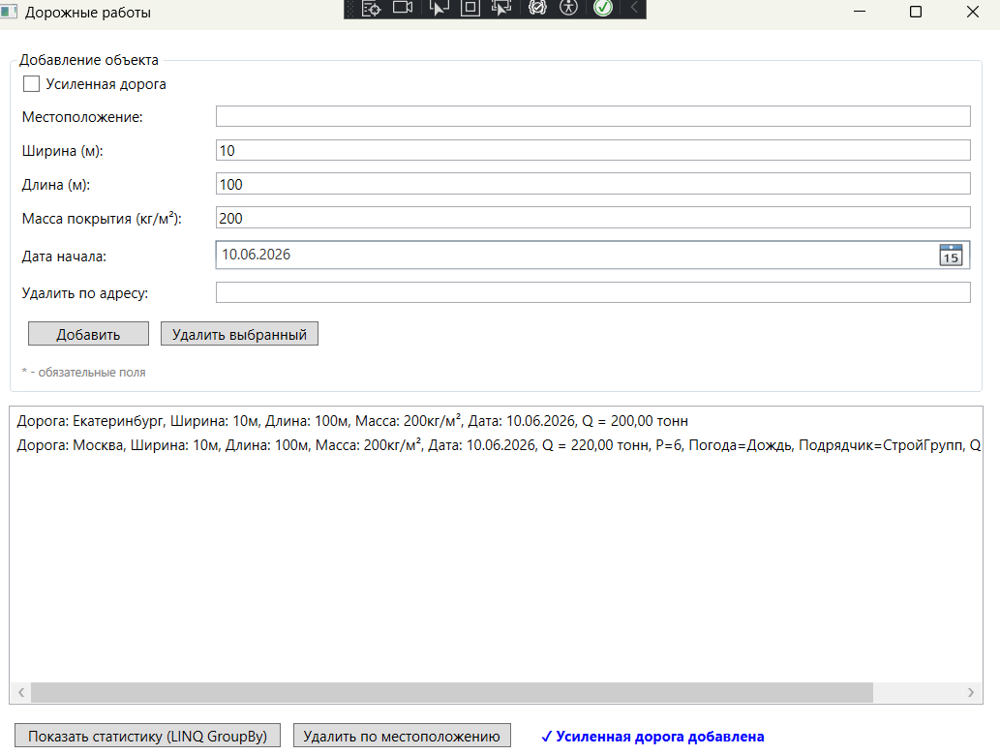 Дорожные работы
Добавление объекта
Усиленная дорога
Местоположение:
Ширина (м): 10
Длина (м): 100
Масса покрытия (кг/м²): 200
Дата начала: 10.06.2026 15
Удалить по адресу:
Добавить Удалить выбранный
* - обязательные поля
Дорога: Екатеринбург, Ширина: 10м, Длина: 100м, Масса: 200кг/м², Дата: 10.06.2026, Q = 200,00 тонн
Дорога: Москва, Ширина: 10м, Длина: 100м, Масса: 200кг/м², Дата: 10.06.2026, Q = 220,00 тонн, P=6, Погода=Дождь, Подрядчик=СтройГрупп, Q
Показать статистику (LINQ GroupBy) Удалить по местоположению ✓ Усиленная дорога добавлена